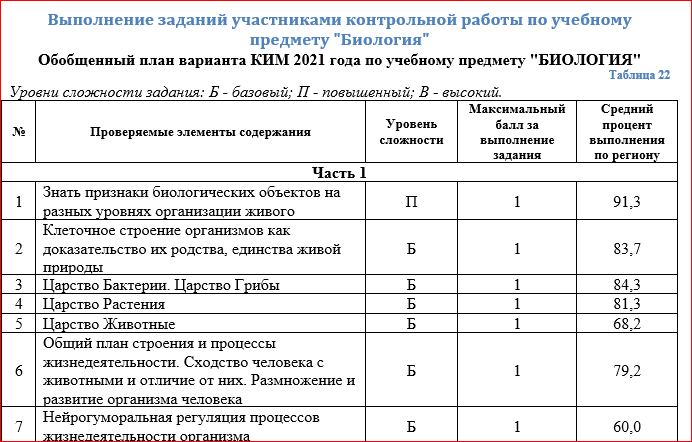 Выполнение заданий участниками контрольной работы по учебному
предмету "Биология"
Обобщенный план варианта КИМ 2021 года по учебному предмету "БИОЛОГИЯ"
Таблица 22
Уровни сложности задания: Б - базовый; П - повышенный; В - высокий.
№ Проверяемые элементы содержания Уровень сложности Максимальный балл за выполнение задания Средний процент выполнения по региону
Часть 1
1 Знать признаки биологических объектов на разных уровнях организации живого П 1 91,3
2 Клеточное строение организмов как доказательство их родства, единства живой природы Б 1 83,7
3 Царство Бактерии. Царство Грибы Б 1 84,3
4 Царство Растения Б 1 81,3
5 Царство Животные Б 1 68,2
6 Общий план строения и процессы жизнедеятельности. Сходство человека с животными и отличие от них. Размножение и развитие организма человека Б 1 79,2
7 Нейрогуморальная регуляция процессов жизнедеятельности организма Б 1 60,0